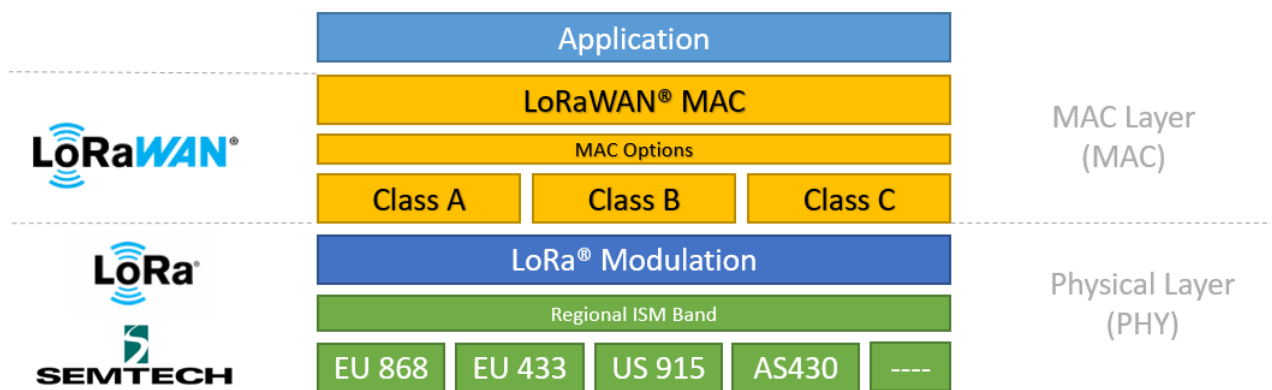 Application
LoRaWAN® MAC
MAC Options
Class A Class B Class C
LoRaWAN®
MAC Layer
(MAC)
LoRa® Modulation
Regional ISM Band
EU 868 EU 433 US 915 AS430 ----
LoRa®
SEMTECH
Physical Layer
(PHY)